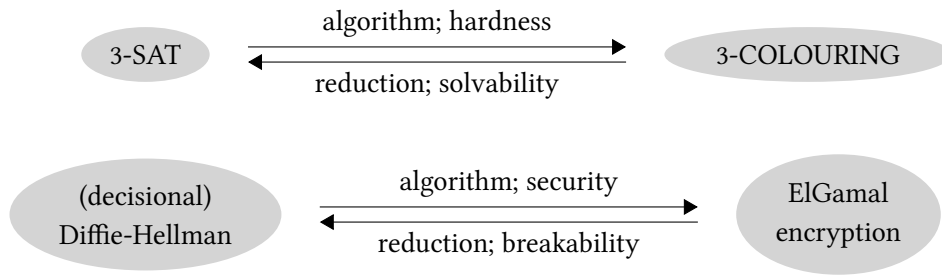 3-SAT
algorithm; hardness
reduction; solvability
3-COLOURING
(decisional)
Diffie-Hellman
algorithm; security
reduction; breakability
ElGamal
encryption